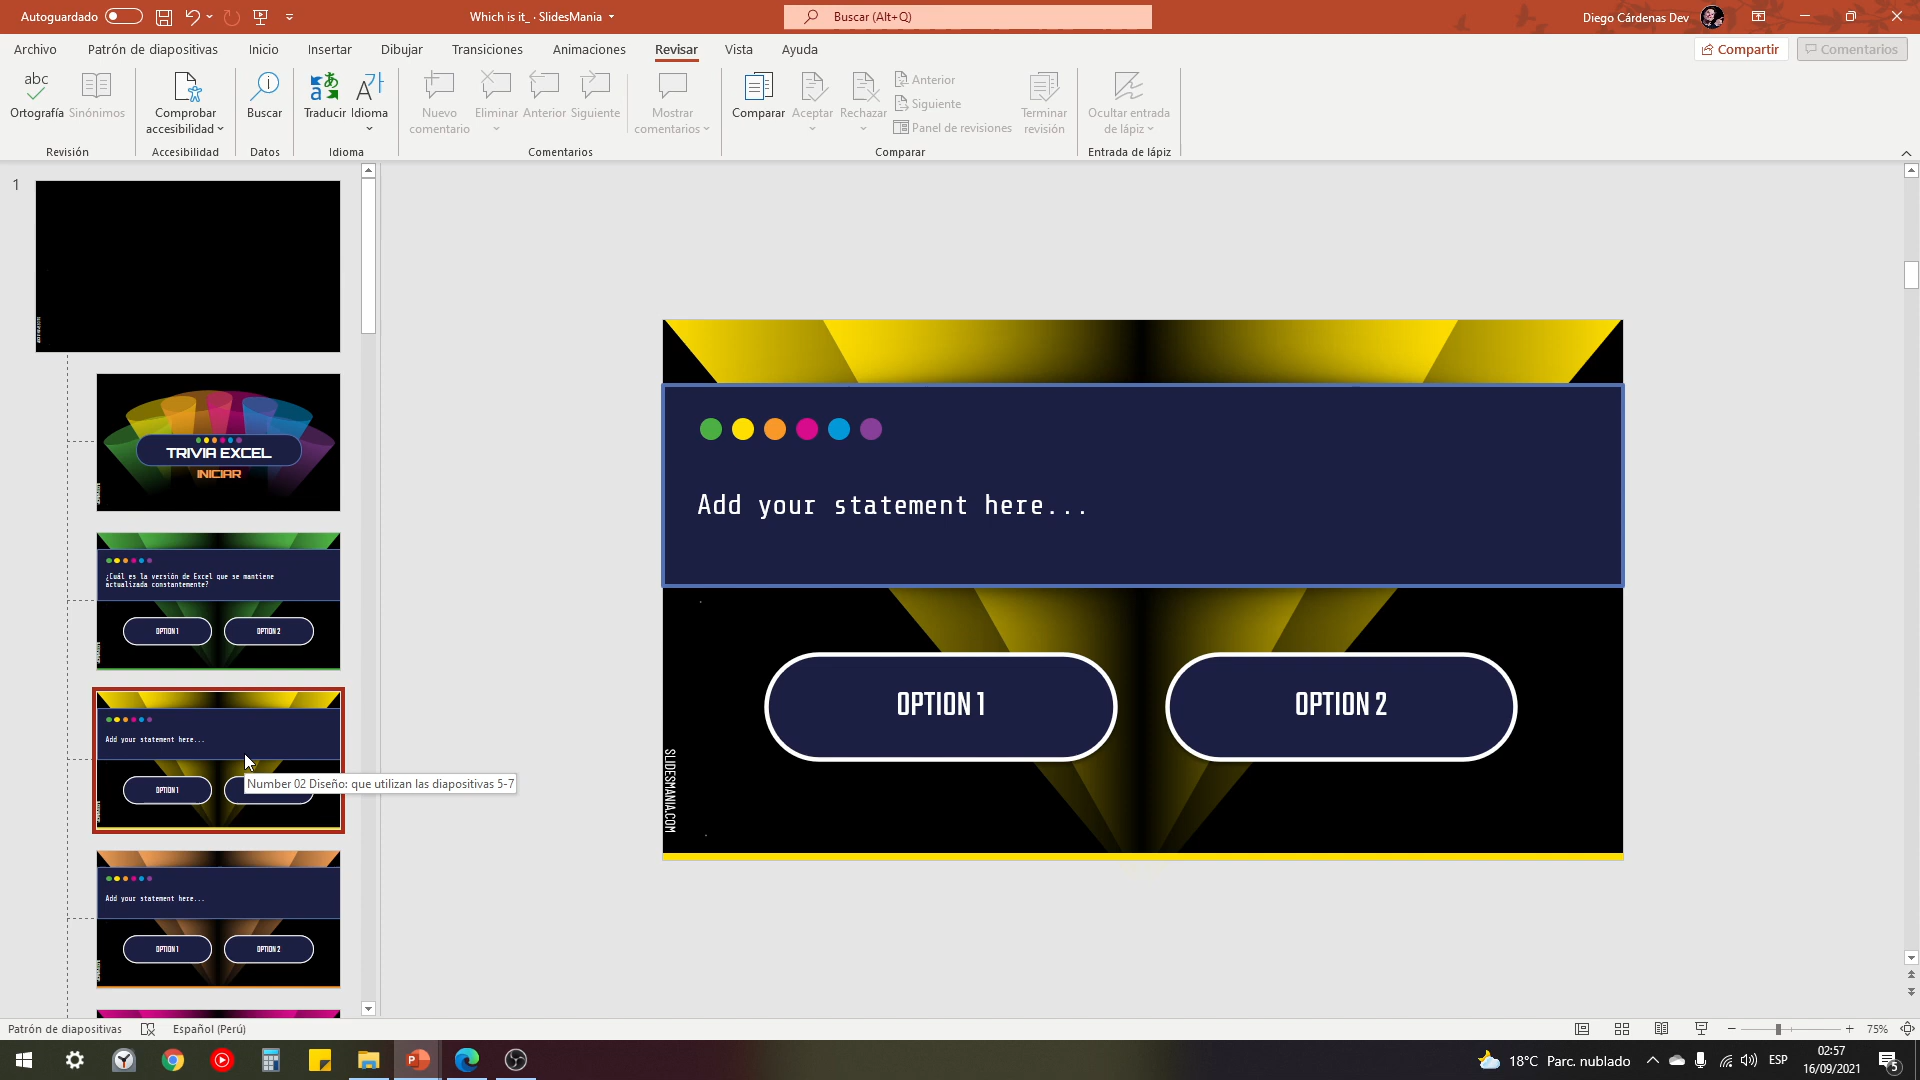 Autoguardado
Which is it_ · SlidesMania
Buscar (Alt+Q)
Diego Cárdenas Dev
Archivo
Patrón de diapositivas
Inicio
Insertar
Dibujar
Transiciones
Animaciones
Revisar
Vista
Ayuda
Compartir
Comentarios
abc
Ortografía
Sinónimos
Comprobar
accesibilidad
Buscar
Traducir
Idioma
Nuevo
comentario
Eliminar
Anterior
Siguiente
Mostrar
comentarios
Comparar
Aceptar
Rechazar
Anterior
Siguiente
Panel de revisiones
Terminar
revisión
Ocultar entrada
de lápiz
Revisión
Accesibilidad
Datos
Idioma
Comentarios
Comparar
Entrada de lápiz
1
TRIVIA EXCEL
INICIAR
¿Cuál es la versión de Excel que se mantiene
actualizada constantemente?
OPTION 1
OPTION 2
Add your statement here...
OPTION 1
Number 02 Diseño: que utilizan las diapositivas 5-7
Add your statement here...
OPTION 1
OPTION 2
Add your statement here...
OPTION 1
OPTION 2
SLIDESMANIA.COM
Patrón de diapositivas
Español (Perú)
75%
18°C Parc. nublado
ESP
02:57
16/09/2021
5